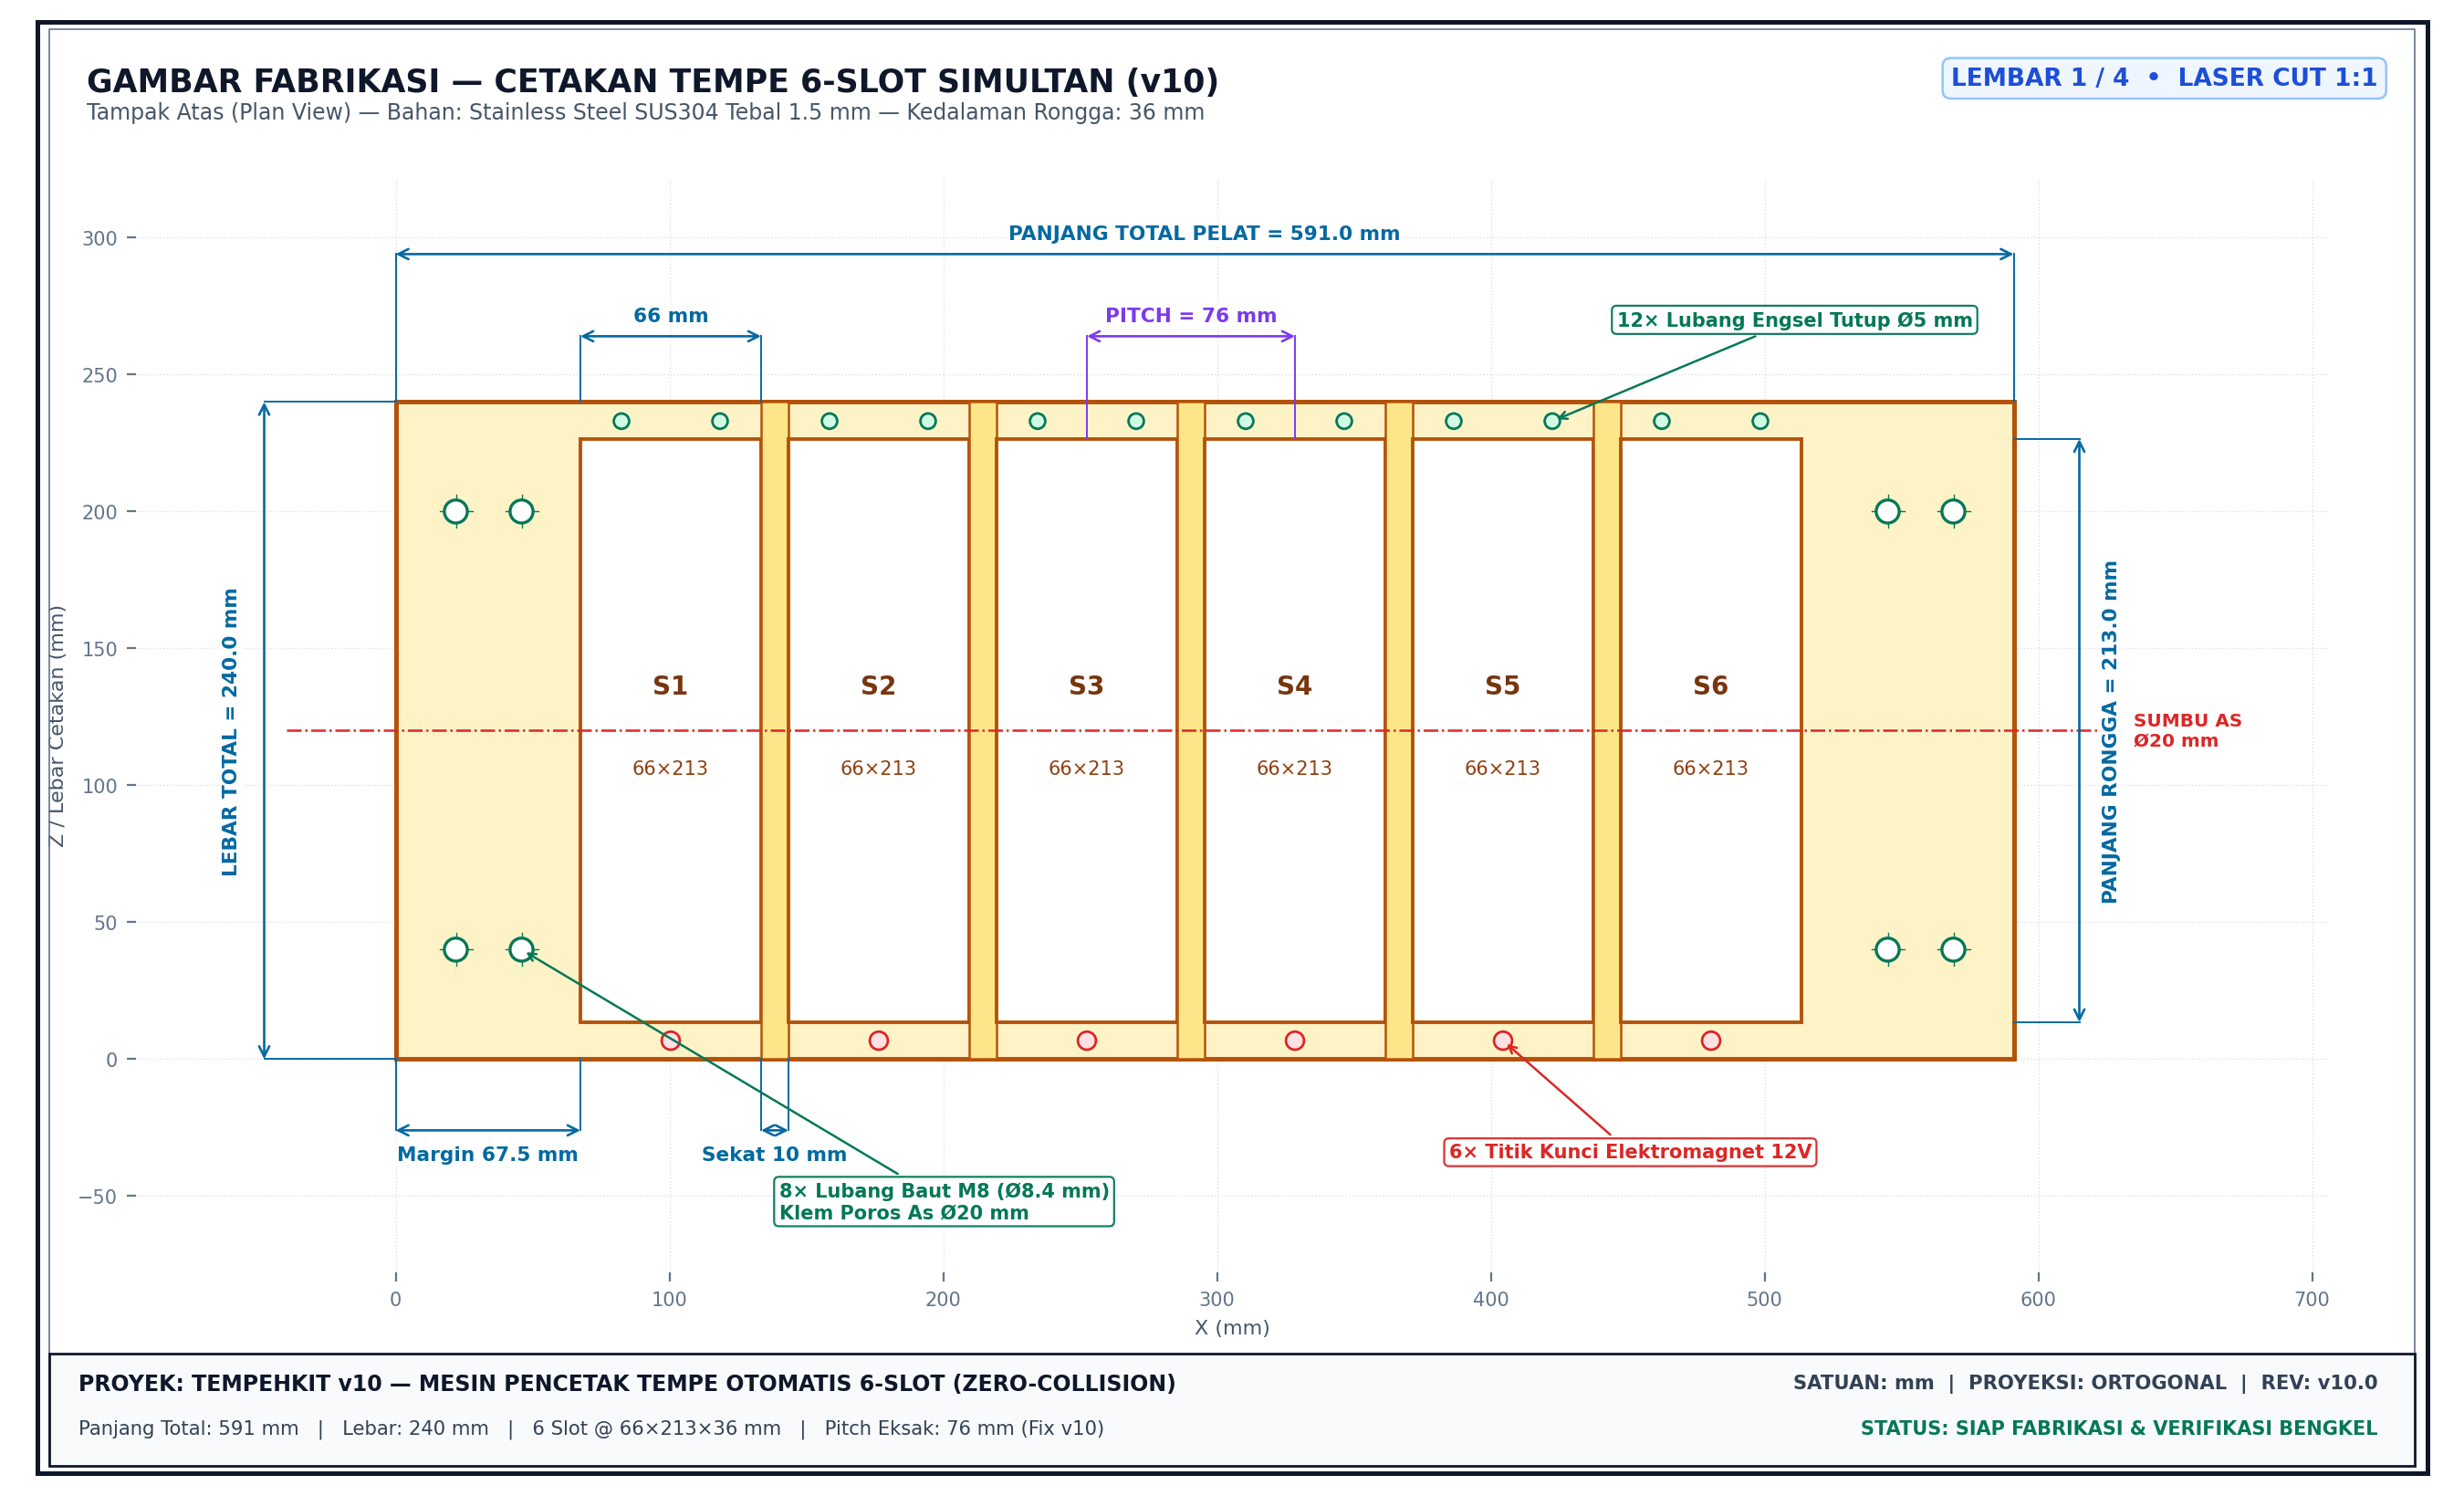 GAMBAR FABRIKASI — CETAKAN TEMPE 6-SLOT SIMULTAN (v10)
LEMBAR 1 / 4 • LASER CUT 1:1
Tampak Atas (Plan View) — Bahan: Stainless Steel SUS304 Tebal 1.5 mm — Kedalaman Rongga: 36 mm
PANJANG TOTAL PELAT = 591.0 mm
66 mm
PITCH = 76 mm
12× Lubang Engsel Tutup Ø5 mm
300
250
200
150
100
50
0
−50
Z / Lebar Cetakan (mm)
LEBAR TOTAL = 240.0 mm
S1
S2
S3
S4
S5
S6
66×213
66×213
66×213
66×213
66×213
66×213
PANJANG RONGGA = 213.0 mm
SUMBU AS
Ø20 mm
Margin 67.5 mm
Sekat 10 mm
6× Titik Kunci Elektromagnet 12V
8× Lubang Baut M8 (Ø8.4 mm)
Klem Poros As Ø20 mm
0
100
200
300
400
500
600
700
X (mm)
PROYEK: TEMPEHKIT v10 — MESIN PENCETAK TEMPE OTOMATIS 6-SLOT (ZERO-COLLISION)
SATUAN: mm | PROYEKSI: ORTOGONAL | REV: v10.0
Panjang Total: 591 mm | Lebar: 240 mm | 6 Slot @ 66×213×36 mm | Pitch Eksak: 76 mm (Fix v10)
STATUS: SIAP FABRIKASI & VERIFIKASI BENGKEL